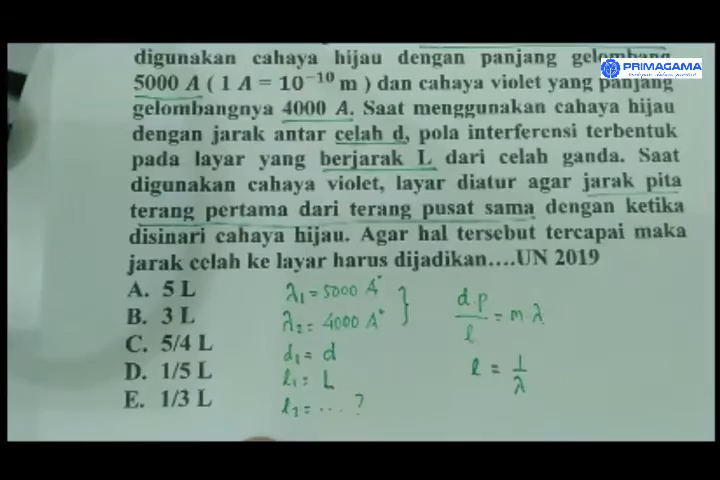 PRIMAGAMA
terdepan dalam prestasi
digunakan cahaya hijau dengan panjang gelombang
5000 A ( 1 A = 10⁻¹⁰ m ) dan cahaya violet yang panjang
gelombangnya 4000 A. Saat menggunakan cahaya hijau
dengan jarak antar celah d, pola interferensi terbentuk
pada layar yang berjarak L dari celah ganda. Saat
digunakan cahaya violet, layar diatur agar jarak pita
terang pertama dari terang pusat sama dengan ketika
disinari cahaya hijau. Agar hal tersebut tercapai maka
jarak celah ke layar harus dijadikan….UN 2019
A. 5 L
B. 3 L
C. 5/4 L
D. 1/5 L
E. 1/3 L
λ₁ = 5000 A°
λ₂ = 4000 A°
d₁ = d
l₁ = L
l₂ = .... ?
d.p/l = m λ
l = 1/λ